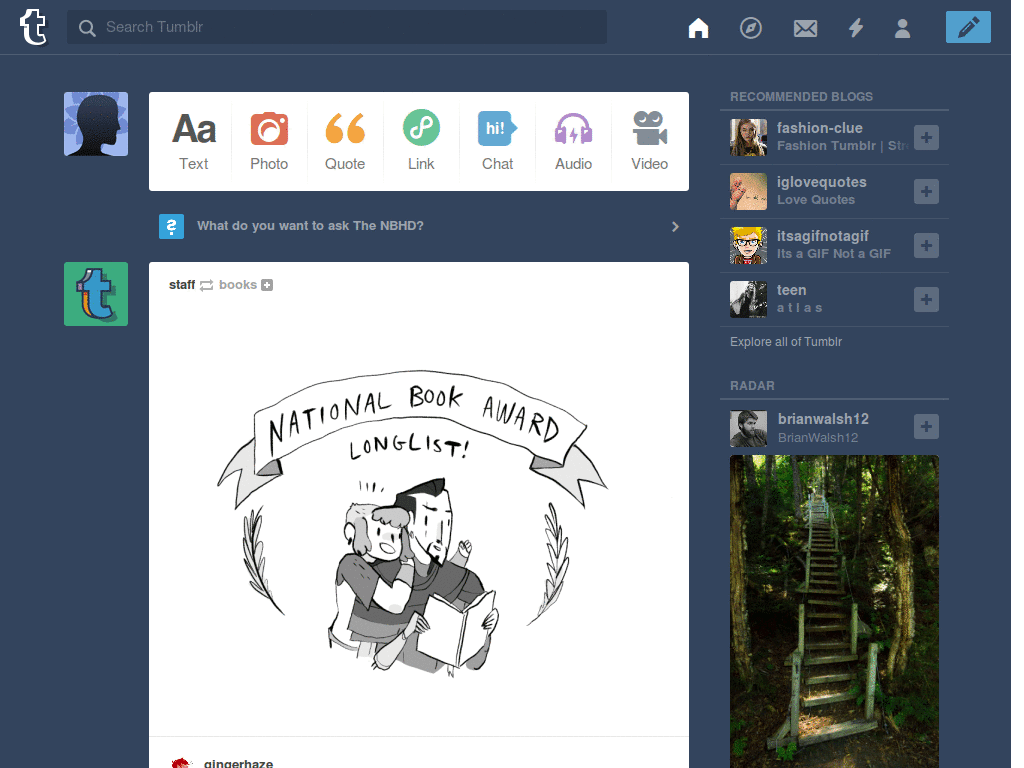 Search Tumblr
Aa
Text
Photo
Quote
Link
hi!
Chat
Audio
Video
? What do you want to ask The NBHD?
staff books
NATIONAL BOOK AWARD
LONGLIST!
gingerhaze
RECOMMENDED BLOGS
fashion-clue
Fashion Tumblr |
iglovequotes
Love Quotes
itsagifnotagif
Its a GIF Not a GIF
teen
a t l a s
Explore all of Tumblr
RADAR
brianwalsh12
BrianWalsh12